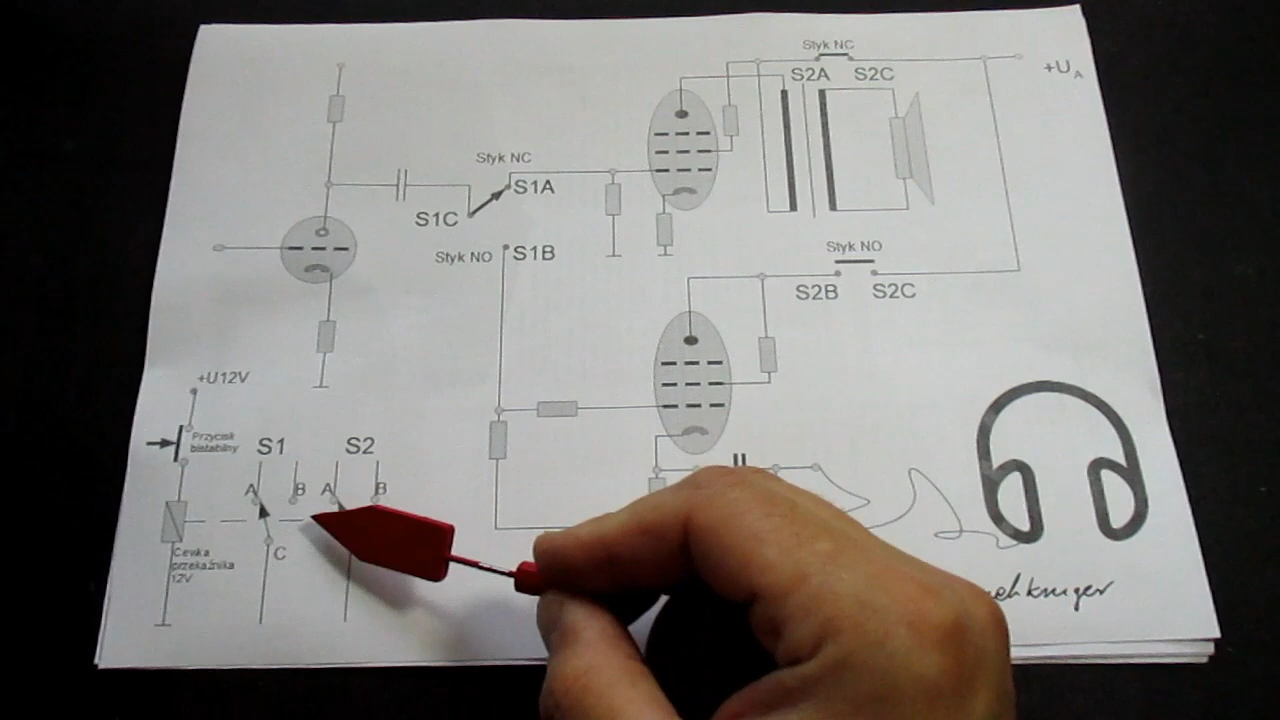 Styk NC
S2A S2C
+U A
Styk NC
S1A
S1C
Styk NO
S1B
Styk NO
S2B S2C
+U12V
Przycisk
bistabilny
S1 S2
A B A B
C
Cewka
przekaźnika
12V